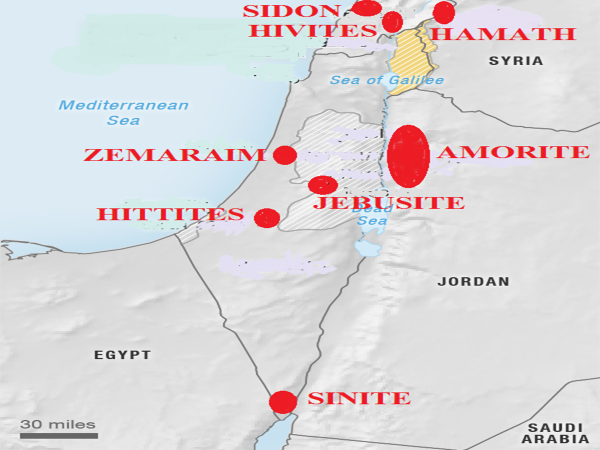 SIDON
HIVITES
HAMATH
SYRIA
Sea of Galilee
Mediterranean
Sea
ZEMARAIM
AMORITE
JEBUSITE
HITTITES
Dead
Sea
JORDAN
EGYPT
SINITE
30 miles
SAUDI
ARABIA